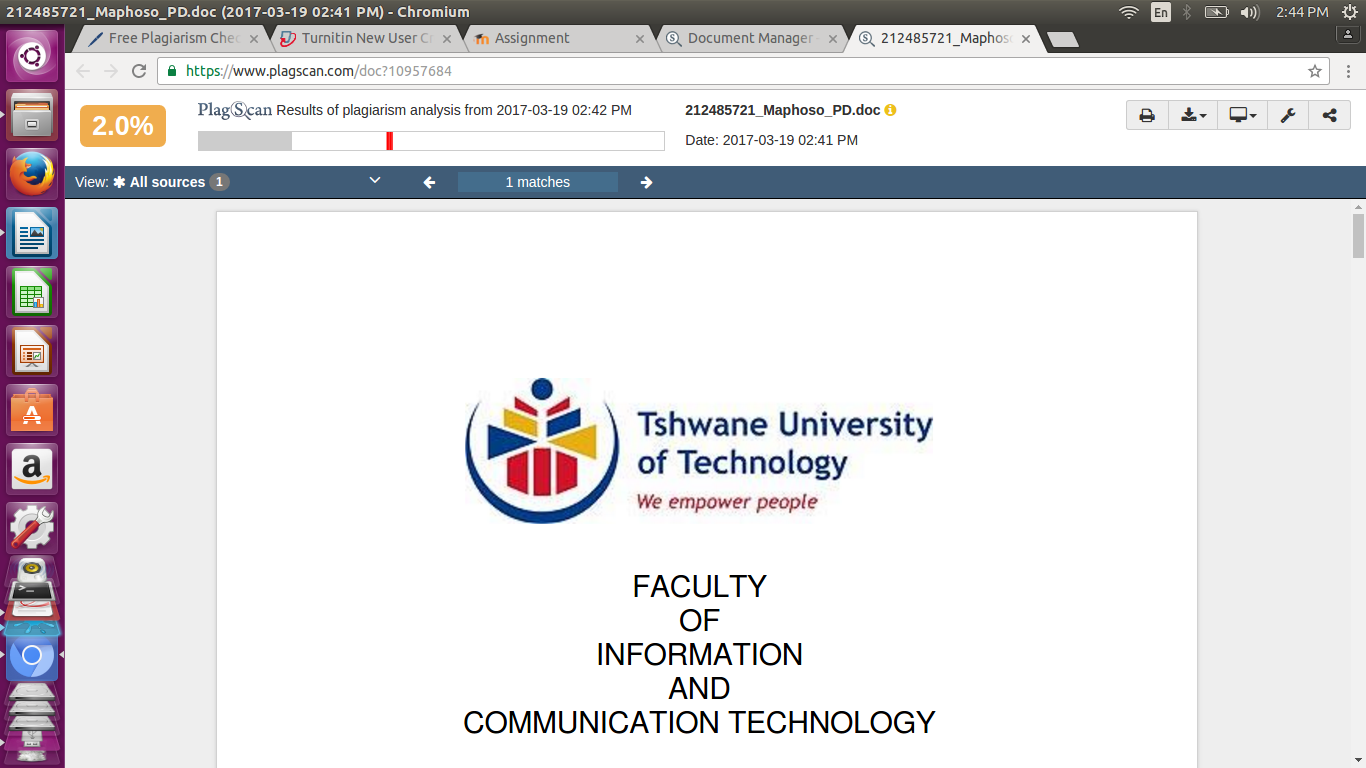 212485721_Maphoso_PD.doc (2017-03-19 02:41 PM) - Chromium
En
2:44 PM
Free Plagiarism Che
Turnitin New User C
Assignment
Document Manager -
212485721_Maphos
https://www.plagscan.com/doc?10957684
2.0%
PlagScan Results of plagiarism analysis from 2017-03-19 02:42 PM
212485721_Maphoso_PD.doc
Date: 2017-03-19 02:41 PM
View: ✱ All sources 1
1 matches
Tshwane University
of Technology
We empower people
FACULTY
OF
INFORMATION
AND
COMMUNICATION TECHNOLOGY